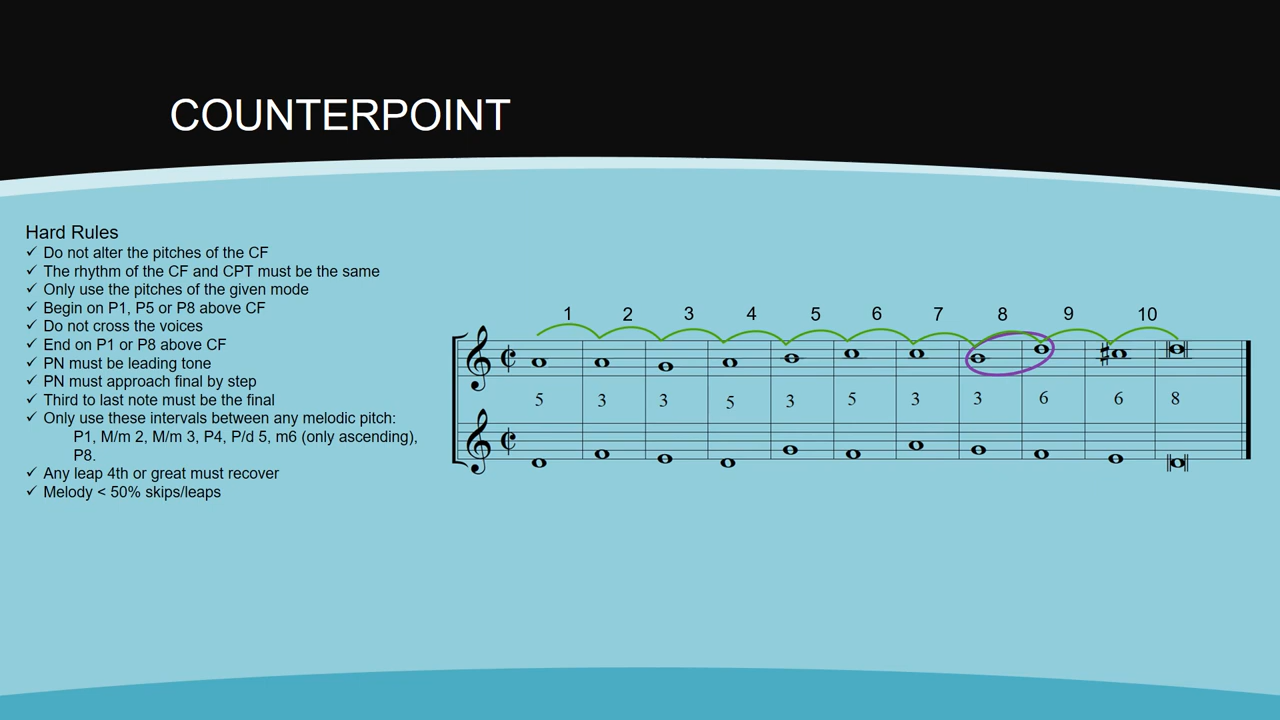 COUNTERPOINT
Hard Rules
✓ Do not alter the pitches of the CF
✓ The rhythm of the CF and CPT must be the same
✓ Only use the pitches of the given mode
✓ Begin on P1, P5 or P8 above CF
✓ Do not cross the voices
✓ End on P1 or P8 above CF
✓ PN must be leading tone
✓ PN must approach final by step
✓ Third to last note must be the final
✓ Only use these intervals between any melodic pitch:
P1, M/m 2, M/m 3, P4, P/d 5, m6 (only ascending),
P8.
✓ Any leap 4th or great must recover
✓ Melody < 50% skips/leaps
1 2 3 4 5 6 7 8 9 10
5 3 3 5 3 5 3 3 6 6 8